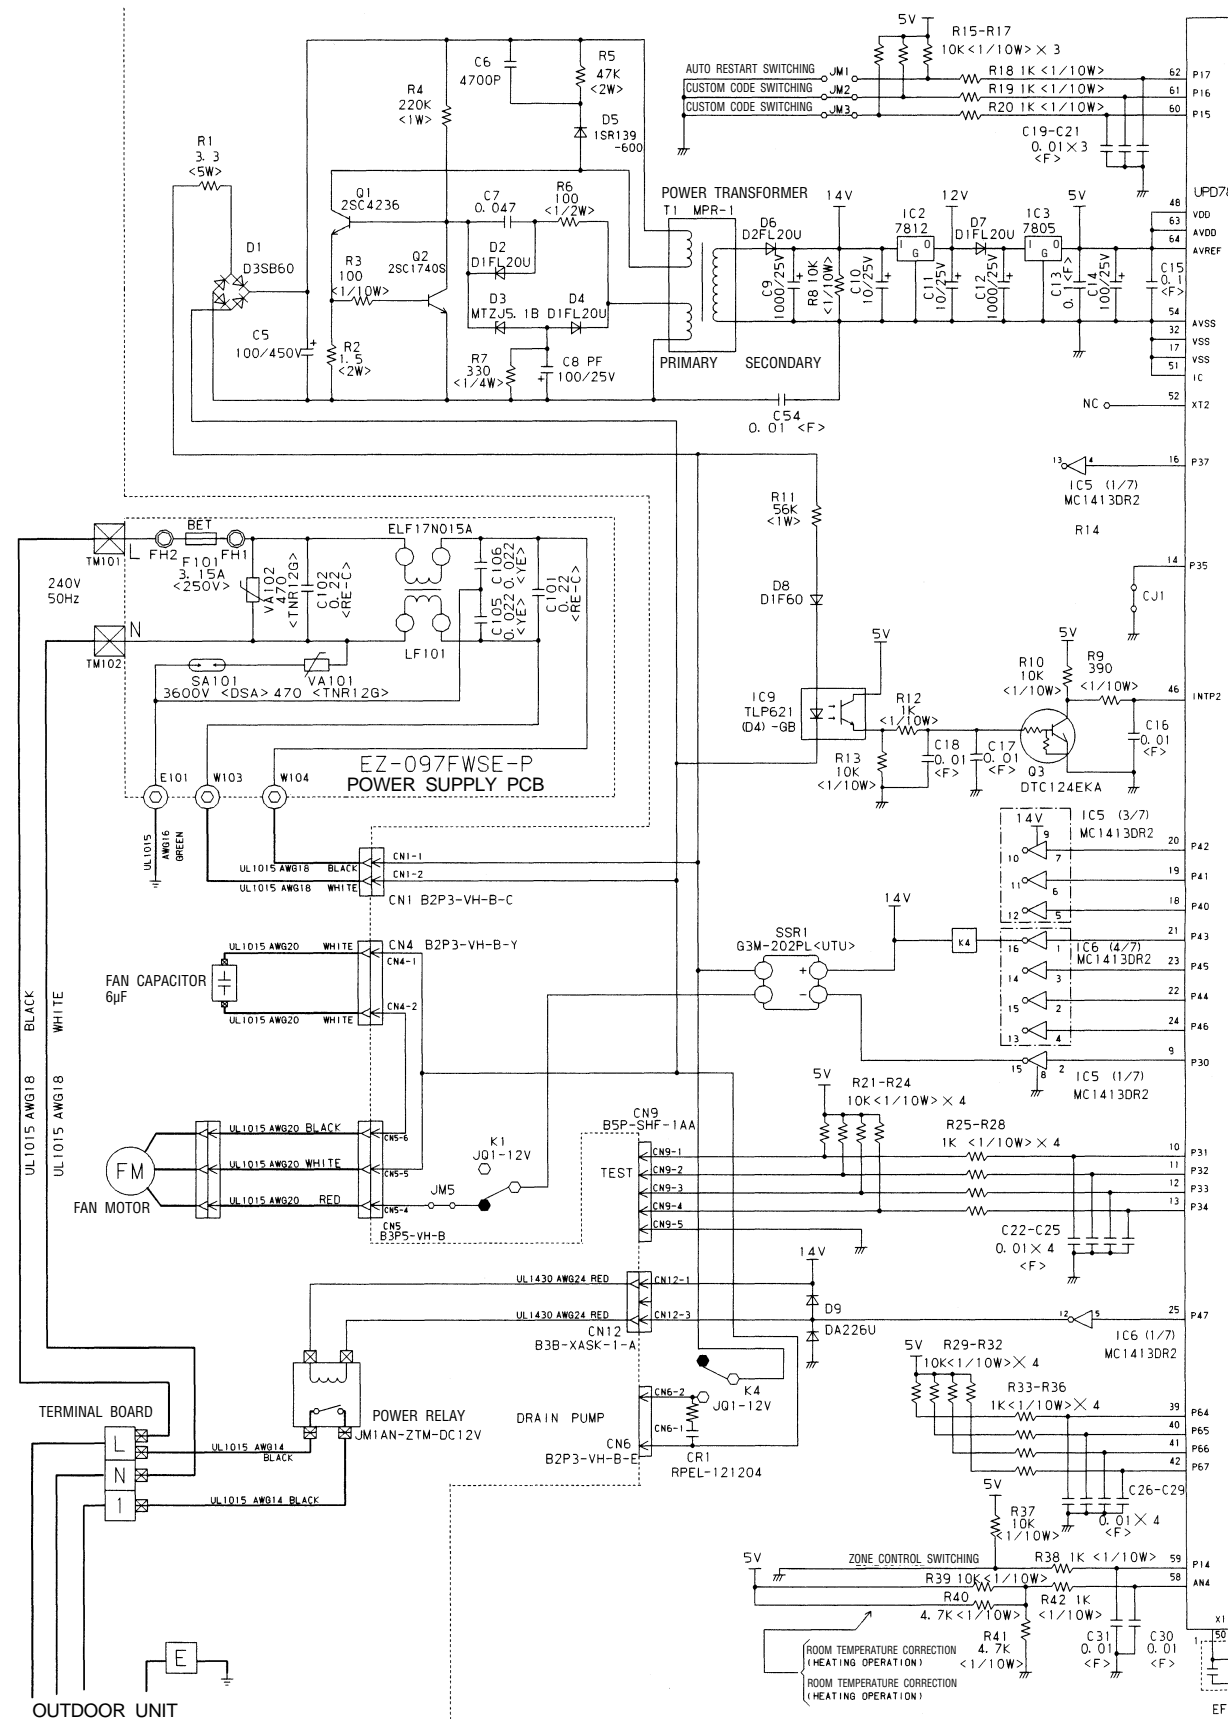 5V
R15-R17
10K<1/10W>×3
AUTO RESTART SWITCHING JM1
R18 1K <1/10W>
62 P17
CUSTOM CODE SWITCHING JM2
R19 1K <1/10W>
61 P16
CUSTOM CODE SWITCHING JM3
R20 1K <1/10W>
60 P15
C19-C21
0.01×3
<F>
C6
4700P
R5
47K
<2W>
R4
220K
<1W>
D5
1SR139
-600
R1
3.3
<5W>
Q1
2SC4236
C7
0.047
R6
100
<1/2W>
POWER TRANSFORMER
T1 MPR-1
14V
12V
5V
UPD78
48 VDD
63 AVDD
64 AVREF
D6
D2FL20U
IC2
7812
I O
G
D7
D1FL20U
IC3
7805
I O
G
D1
D3SB60
R3
100
<1/10W>
Q2
2SC1740S
D2
D1FL20U
D3
MTZJ5.1B
D4
D1FL20U
C9
1000/25V
R8 10K
<1/10W>
C10
10/25V
C11
10/25V
C12
1000/25V
C13
0.1 <F>
C14
100/25V
C15
0.1
<F>
54 AVSS
32 VSS
17 VSS
51 IC
C5
100/450V
R2
1.5
<2W>
R7
330
<1/4W>
C8 PF
100/25V
PRIMARY
SECONDARY
C54
0.01 <F>
NC
52 XT2
13 4
16 P37
IC5 (1/7)
MC1413DR2
R14
R11
56K
<1W>
TM101
L
FH2
BET
FH1
F101
3.15A
<250V>
ELF17N015A
240V
50Hz
VA102
470
<TNR12G>
C102
0.22
<RE-C>
C106
0.022
<YE>
C105
0.022
<YE>
C101
0.22
<RE-C>
LF101
N
TM102
SA101
3600V <DSA>
VA101
470 <TNR12G>
14 P35
CJ1
D8
D1F60
5V
IC9
TLP621
(D4) -GB
R12
1K
<1/10W>
R13
10K
<1/10W>
C18
0.01
<F>
C17
0.01
<F>
5V
R10
10K
<1/10W>
R9
390
<1/10W>
46 INTP2
C16
0.01
<F>
Q3
DTC124EKA
EZ-097FWSE-P
POWER SUPPLY PCB
E101
W103
W104
UL1015
AWG16
GREEN
UL1015 AWG18 BLACK
CN1-1
UL1015 AWG18 WHITE
CN1-2
CN1 B2P3-VH-B-C
14V
IC5 (3/7)
MC1413DR2
10 9 7
20 P42
11 6
19 P41
12 5
18 P40
14V
K4
16 1
21 P43
IC6 (4/7)
MC1413DR2
14 3
23 P45
15 2
22 P44
13 4
24 P46
15 8 2
9 P30
IC5 (1/7)
MC1413DR2
SSR1
G3M-202PL<UTU>
+
−
FAN CAPACITOR
6µF
UL1015 AWG20 WHITE
CN4 B2P3-VH-B-Y
CN4-1
UL1015 AWG20 WHITE
CN4-2
BLACK
WHITE
UL1015 AWG18
UL1015 AWG18
FM
FAN MOTOR
UL1015 AWG20 BLACK
CN5-6
UL1015 AWG20 WHITE
CN5-5
UL1015 AWG20 RED
CN5-4
CN5
B3P5-VH-B
JM5
K1
JQ1-12V
5V
R21-R24
10K<1/10W>×4
CN9
B5P-SHF-1AA
TEST
CN9-1
CN9-2
CN9-3
CN9-4
CN9-5
R25-R28
1K <1/10W>×4
10 P31
11 P32
12 P33
13 P34
C22-C25
0.01×4
<F>
14V
UL1430 AWG24 RED
CN12-1
UL1430 AWG24 RED
CN12-3
CN12
B3B-XASK-1-A
D9
DA226U
12 5
25 P47
IC6 (1/7)
MC1413DR2
POWER RELAY
JM1AN-ZTM-DC12V
TERMINAL BOARD
L
N
1
UL1015 AWG14
BLACK
UL1015 AWG14 BLACK
DRAIN PUMP
CN6-2
CN6-1
CN6
B2P3-VH-B-E
CR1
RPEL-121204
K4
JQ1-12V
5V
R29-R32
10K<1/10W>×4
R33-R36
1K<1/10W>×4
39 P64
40 P65
41 P66
42 P67
C26-C29
0.01×4
<F>
5V
R37
10K
<1/10W>
ZONE CONTROL SWITCHING
R38 1K <1/10W>
59 P14
58 AN4
5V
R39 10K<1/10W>
R40
4.7K<1/10W>
R42 1K
<1/10W>
R41
4.7K
<1/10W>
C31
0.01
<F>
C30
0.01
<F>
ROOM TEMPERATURE CORRECTION
(HEATING OPERATION)
ROOM TEMPERATURE CORRECTION
(HEATING OPERATION)
X1
1 50
EF
E
OUTDOOR UNIT